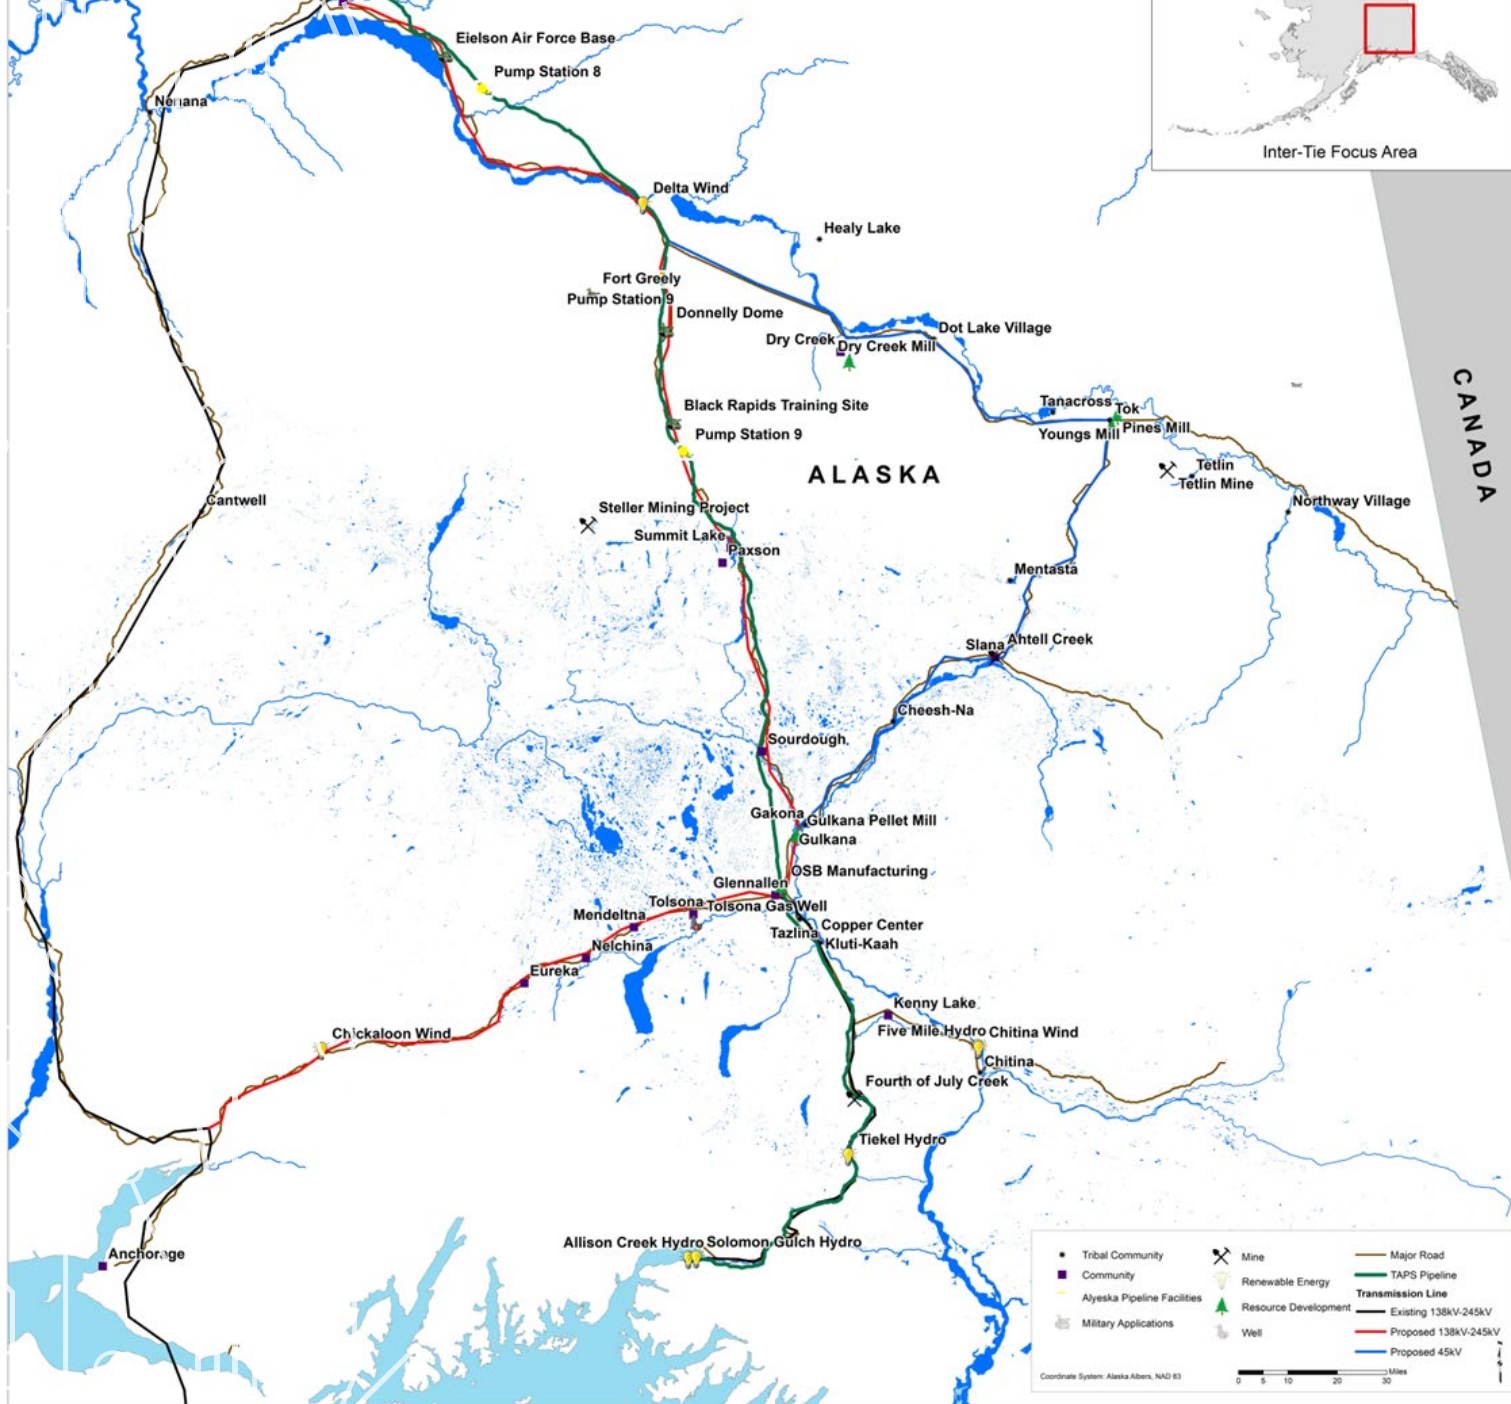 Eielson Air Force Base
Pump Station 8
Nenana
Inter-Tie Focus Area
Delta Wind
Healy Lake
Fort Greely
Pump Station 9
Donnelly Dome
Dot Lake Village
Dry Creek
Dry Creek Mill
Text
CANADA
Black Rapids Training Site
Tanacross
Tok
Pump Station 9
Youngs Mill
Pines Mill
ALASKA
Tetlin
Tetlin Mine
Cantwell
Northway Village
Steller Mining Project
Summit Lake
Paxson
Mentasta
Slana
Ahtell Creek
Cheesh-Na
Sourdough
Gakona
Gulkana Pellet Mill
Gulkana
OSB Manufacturing
Glennallen
Tolsona
Tolsona Gas Well
Mendeltna
Copper Center
Tazlina
Kluti-Kaah
Nelchina
Eureka
Kenny Lake
Chickaloon Wind
Five Mile Hydro
Chitina Wind
Chitina
Fourth of July Creek
Tiekel Hydro
Allison Creek Hydro
Solomon Gulch Hydro
Anchorage
Tribal Community
Community
Alyeska Pipeline Facilities
Military Applications
Mine
Renewable Energy
Resource Development
Well
Major Road
TAPS Pipeline
Transmission Line
Existing 138kV-245kV
Proposed 138kV-245kV
Proposed 45kV
Coordinate System: Alaska Albers, NAD 83
Miles
0 5 10 20 30